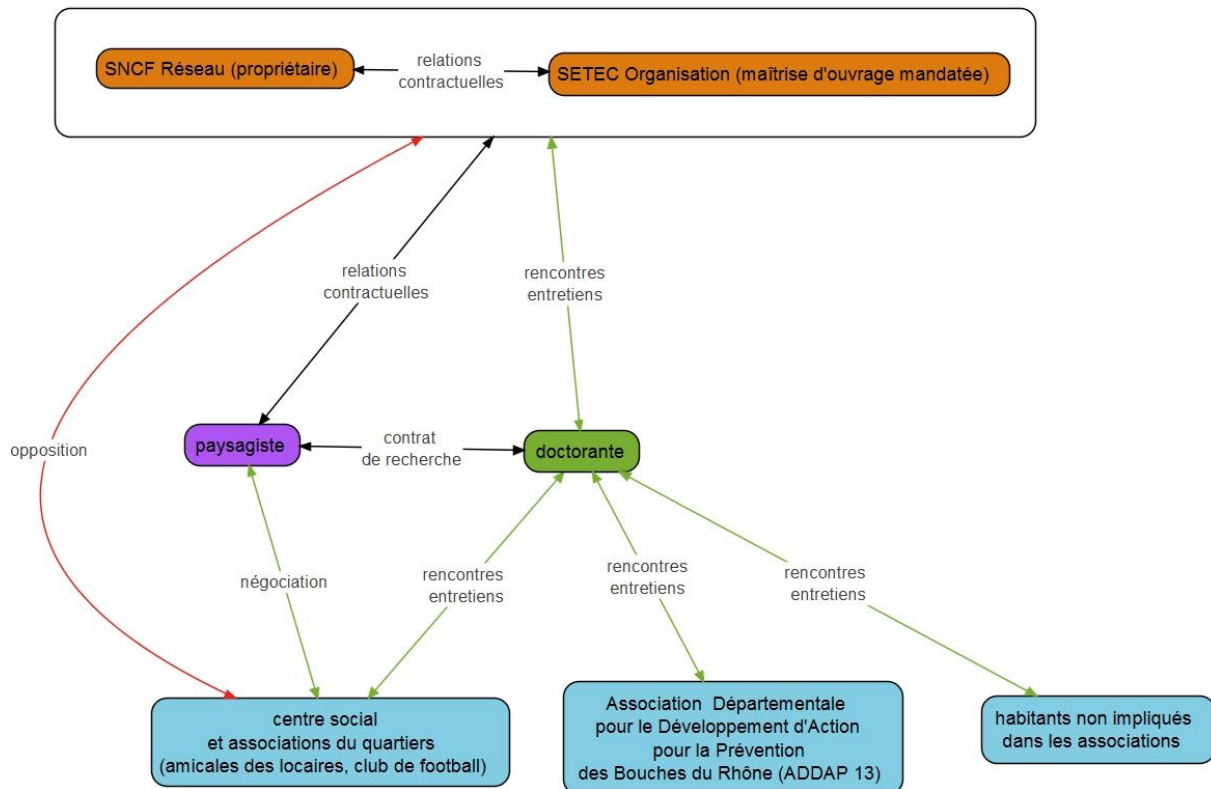 SNCF Réseau (propriétaire)
relations
contractuelles
SETEC Organisation (maîtrise d'ouvrage mandatée)
relations
contractuelles
rencontres
entretiens
opposition
paysagiste
contrat
de recherche
doctorante
négociation
rencontres
entretiens
rencontres
entretiens
rencontres
entretiens
centre social
et associations du quartiers
(amicales des locaires, club de football)
Association Départementale
pour le Développement d'Action
pour la Prévention
des Bouches du Rhône (ADDAP 13)
habitants non impliqués
dans les associations